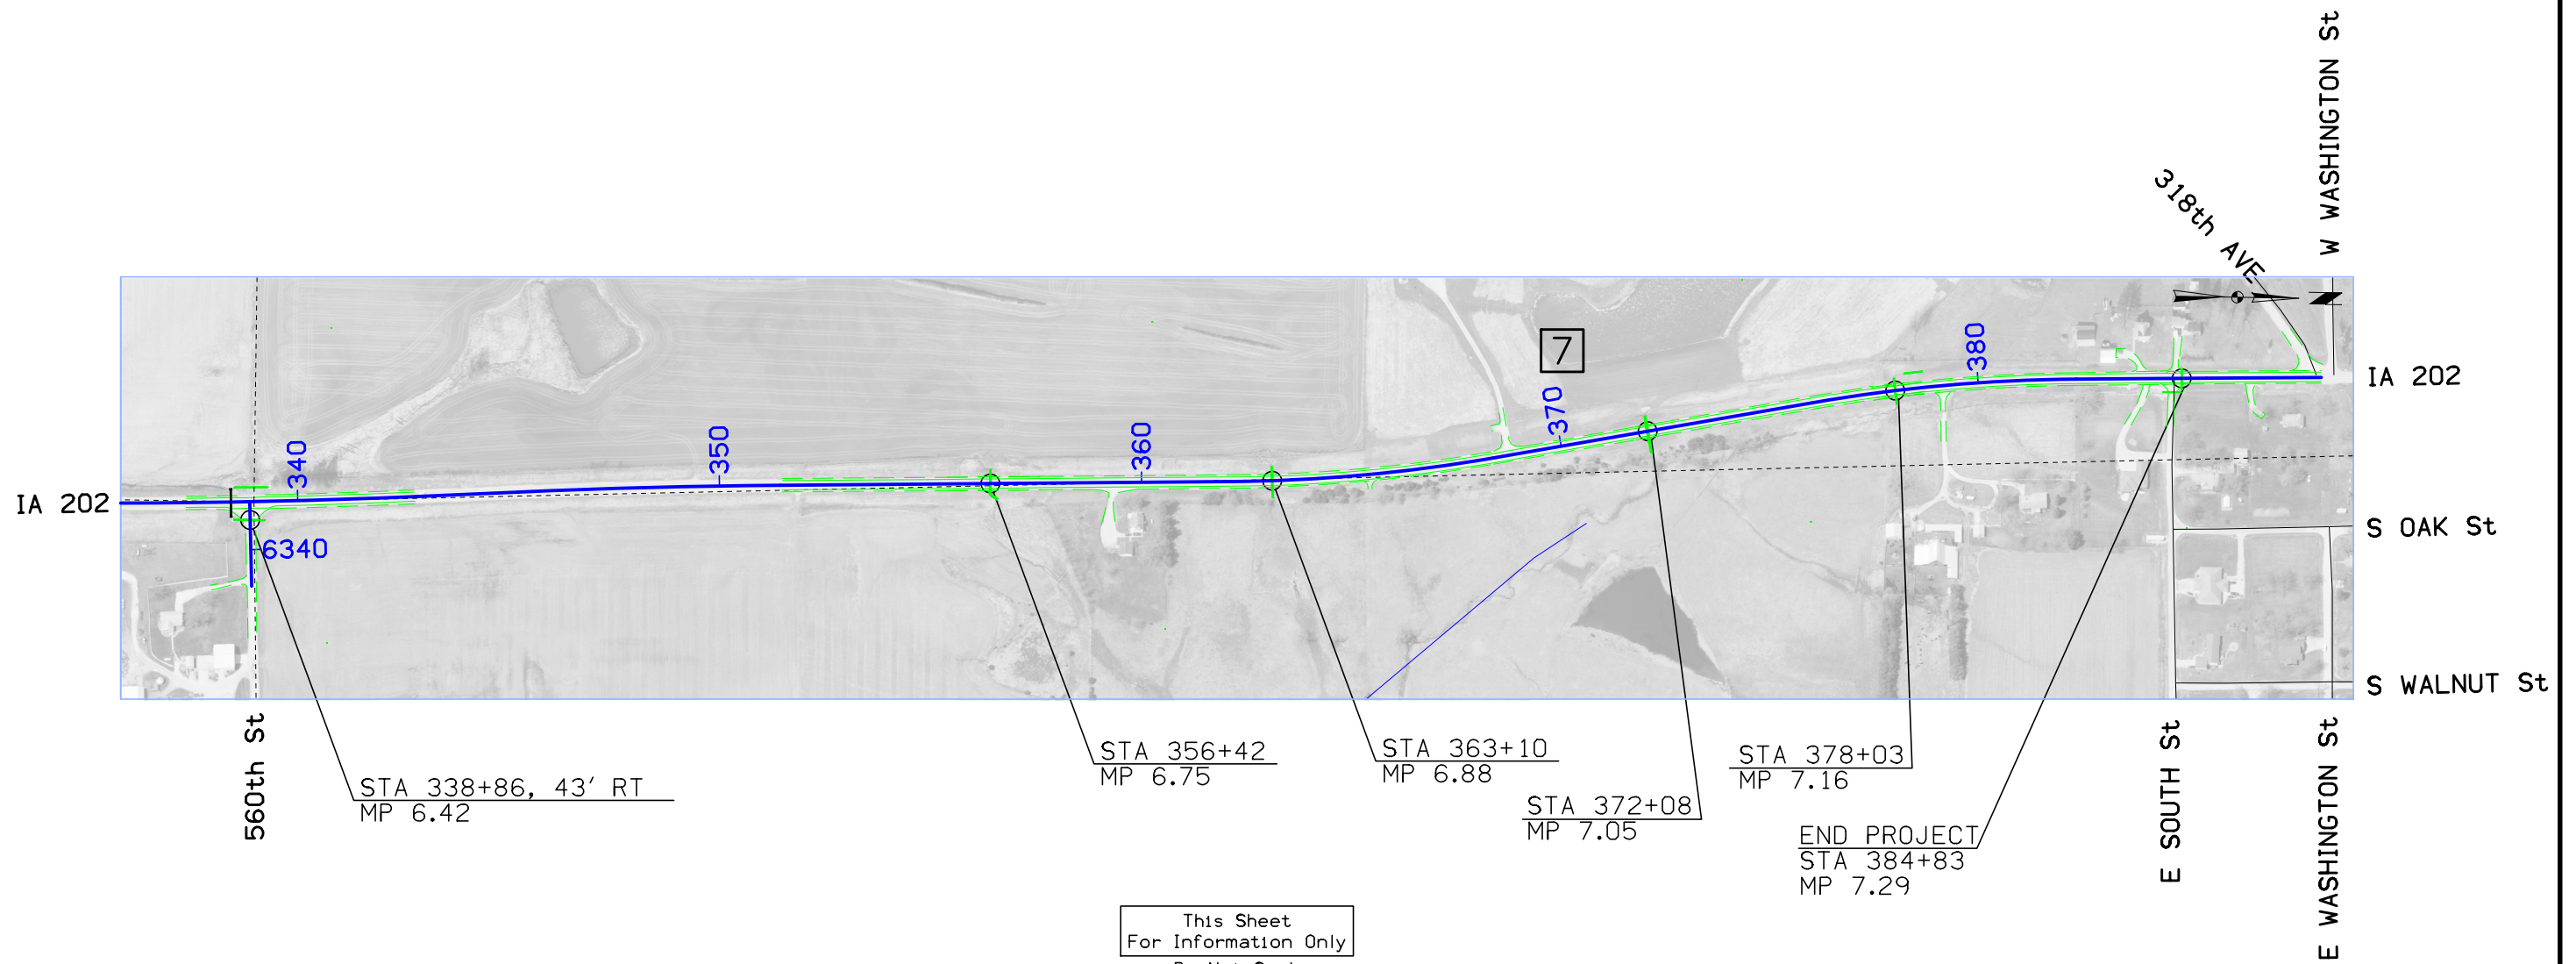 W WASHINGTON St
318th AVE
N
7
380
IA 202
370
360
350
340
IA 202
6340
S OAK St
S WALNUT St
560th St
STA 338+86, 43' RT
MP 6.42
STA 356+42
MP 6.75
STA 363+10
MP 6.88
STA 372+08
MP 7.05
STA 378+03
MP 7.16
END PROJECT
STA 384+83
MP 7.29
E SOUTH St
E WASHINGTON St
This Sheet
For Information Only